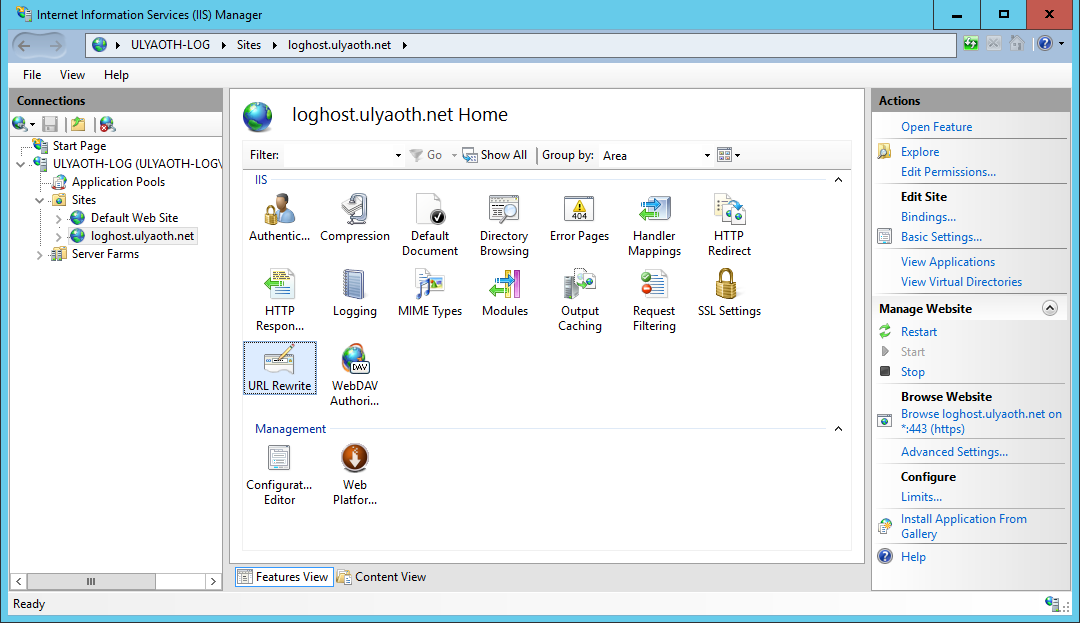 Internet Information Services (IIS) Manager
ULYAOTH-LOG Sites loghost.ulyaoth.net
File View Help
Connections
Start Page
ULYAOTH-LOG (ULYAOTH-LOG\
Application Pools
Sites
Default Web Site
loghost.ulyaoth.net
Server Farms
loghost.ulyaoth.net Home
Filter: Go Show All Group by: Area
IIS
Authentic... Compression Default Document Directory Browsing Error Pages 404 Handler Mappings HTTP Redirect
HTTP Respon... Logging MIME Types Modules Output Caching Request Filtering SSL Settings
URL Rewrite WebDAV Authori... DAV
Management
Configurat... Editor Web Platfor...
Features View Content View
Actions
Open Feature
Explore
Edit Permissions...
Edit Site
Bindings...
Basic Settings...
View Applications
View Virtual Directories
Manage Website
Restart
Start
Stop
Browse Website
Browse loghost.ulyaoth.net on
*:443 (https)
Advanced Settings...
Configure
Limits...
Install Application From
Gallery
Help
Ready